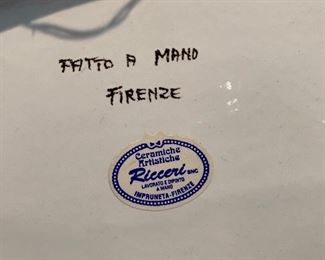 FATTO A MANO
FIRENZE
Ceramiche
Artistiche
Ricceri SNC
LAVORATO E DIPINTO
A MANO
IMPRUNETA-FIRENZE